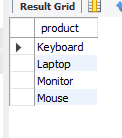 Result Grid
product
Keyboard
Laptop
Monitor
Mouse